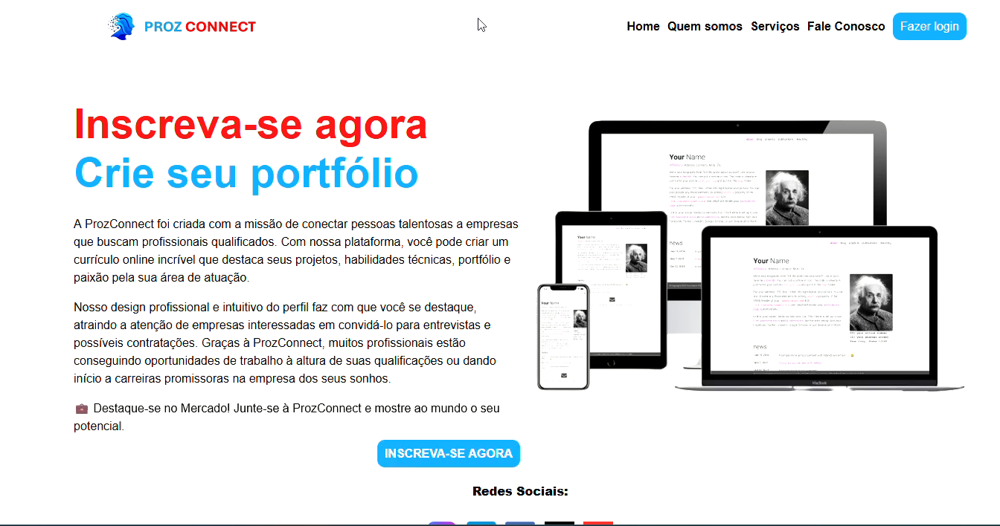 PROZ CONNECT
Home Quem somos Serviços Fale Conosco Fazer login
Inscreva-se agora
Crie seu portfólio
A ProzConnect foi criada com a missão de conectar pessoas talentosas a empresas
que buscam profissionais qualificados. Com nossa plataforma, você pode criar um
currículo online incrível que destaca seus projetos, habilidades técnicas, portfólio e
paixão pela sua área de atuação.
Nosso design profissional e intuitivo do perfil faz com que você se destaque,
atraindo a atenção de empresas interessadas em convidá-lo para entrevistas e
possíveis contratações. Graças à ProzConnect, muitos profissionais estão
conseguindo oportunidades de trabalho à altura de suas qualificações ou dando
início a carreiras promissoras na empresa dos seus sonhos.
💼 Destaque-se no Mercado! Junte-se à ProzConnect e mostre ao mundo o seu
potencial.
INSCREVA-SE AGORA
Your Name
news
Your Name
Your Name
news
MacBook
Your Name
Redes Sociais: